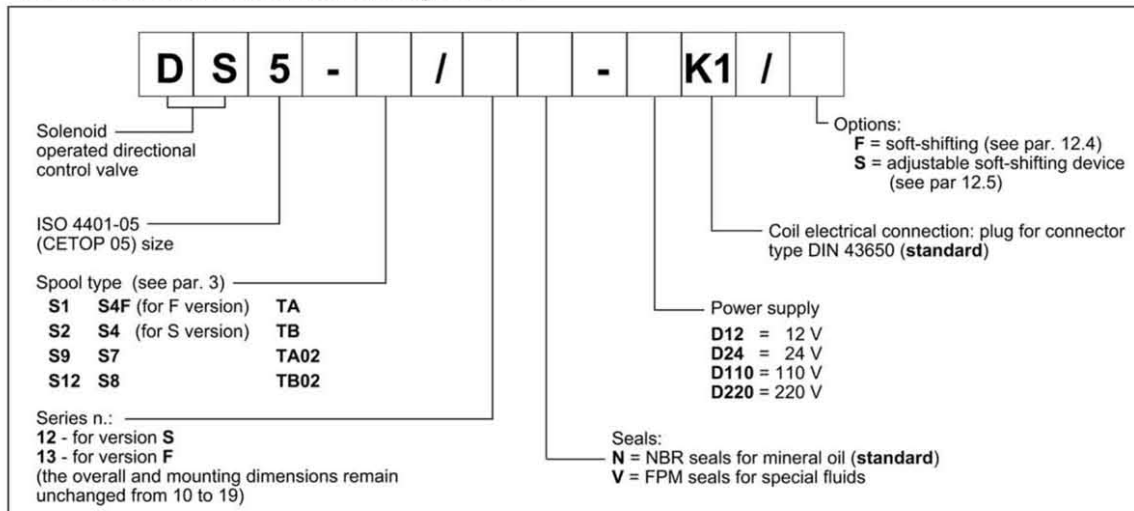 D S 5 - / - K1 /
Solenoid
operated directional
control valve
ISO 4401-05
(CETOP 05) size
Spool type (see par. 3)
S1 S4F (for F version) TA
S2 S4 (for S version) TB
S9 S7 TA02
S12 S8 TB02
Series n.:
12 - for version S
13 - for version F
(the overall and mounting dimensions remain
unchanged from 10 to 19)
Options:
F = soft-shifting (see par. 12.4)
S = adjustable soft-shifting device
(see par 12.5)
Coil electrical connection: plug for connector
type DIN 43650 (standard)
Power supply
D12 = 12 V
D24 = 24 V
D110 = 110 V
D220 = 220 V
Seals:
N = NBR seals for mineral oil (standard)
V = FPM seals for special fluids